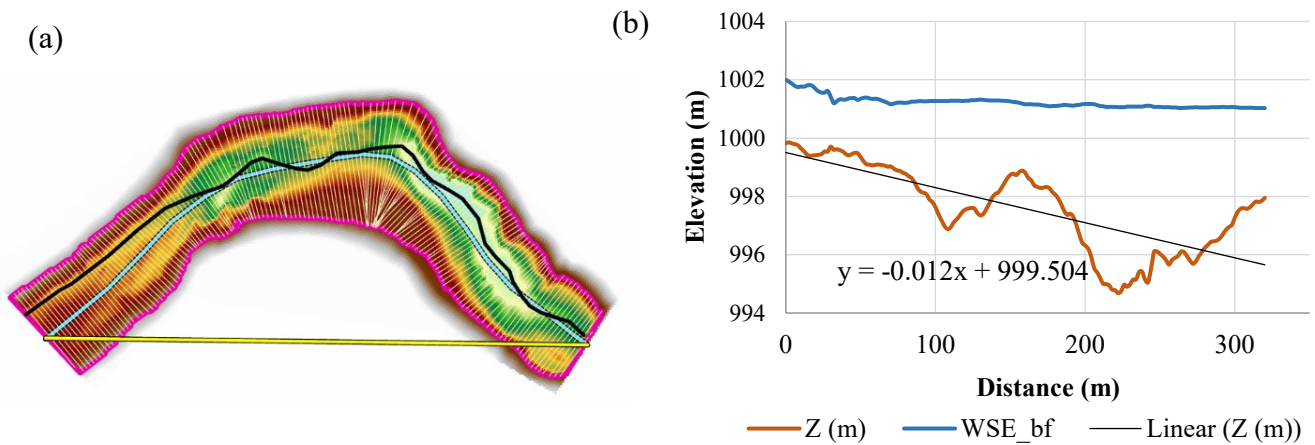 (a)
(b)
1004
1002
1000
998
996
994
Elevation (m)
y = -0.012x + 999.504
0 100 200 300
Distance (m)
Z (m) WSE_bf Linear (Z (m))